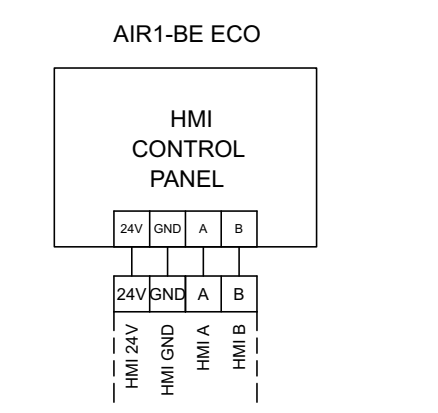 AIR1-BE ECO
HMI
CONTROL
PANEL
24V GND A B
24V GND A B
HMI 24V
HMI GND
HMI A
HMI B